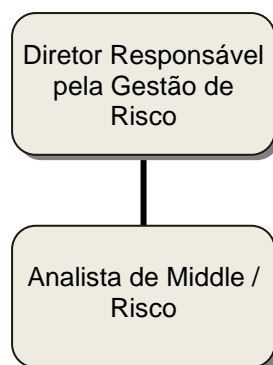 Diretor Responsável
pela Gestão de
Risco
Analista de Middle /
Risco